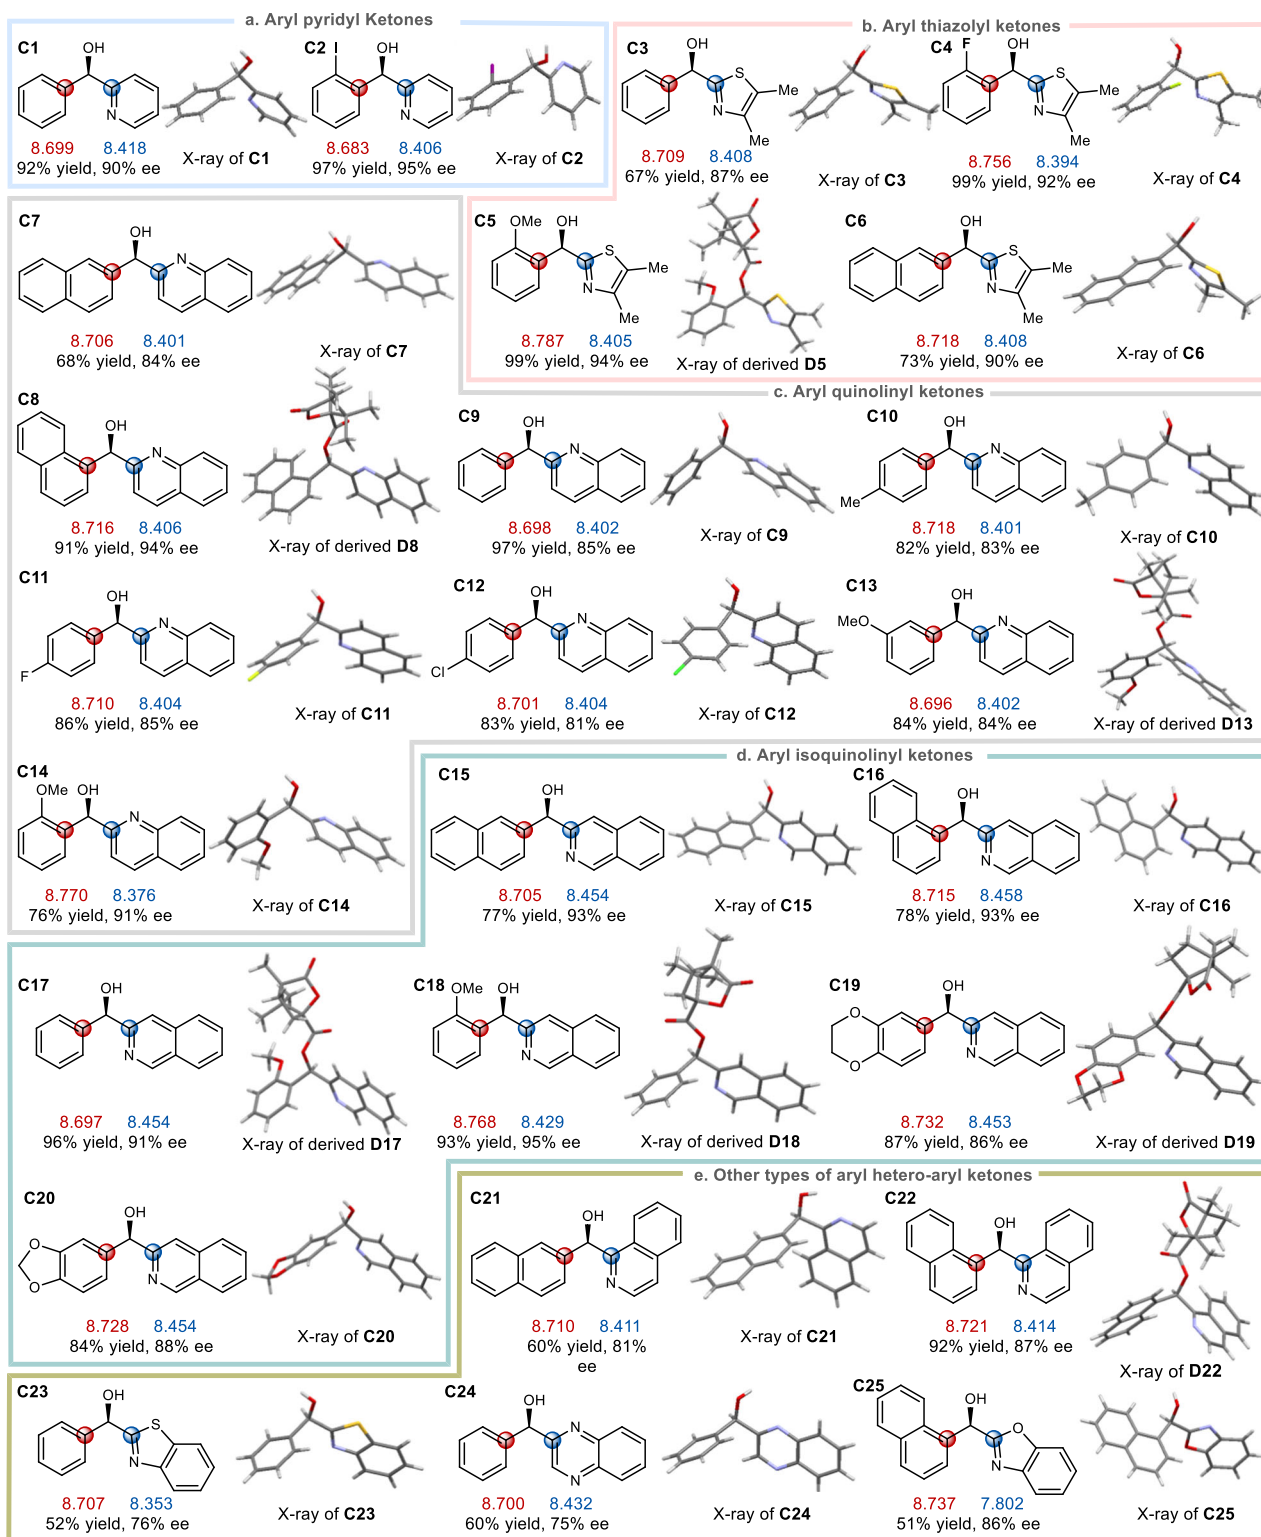 a. Aryl pyridyl Ketones
C1
OH
N
8.699 8.418
92% yield, 90% ee
X-ray of C1
C2
I
OH
N
8.683 8.406
97% yield, 95% ee
X-ray of C2
b. Aryl thiazolyl ketones
C3
OH
S
N
Me
Me
8.709 8.408
67% yield, 87% ee
X-ray of C3
C4
F
OH
S
N
Me
Me
8.756 8.394
99% yield, 92% ee
X-ray of C4
C5
OMe
OH
S
N
Me
Me
8.787 8.405
99% yield, 94% ee
X-ray of derived D5
C6
OH
S
N
Me
Me
8.718 8.408
73% yield, 90% ee
X-ray of C6
C7
OH
N
8.706 8.401
68% yield, 84% ee
X-ray of C7
c. Aryl quinolinyl ketones
C8
OH
N
8.716 8.406
91% yield, 94% ee
X-ray of derived D8
C9
OH
N
8.698 8.402
97% yield, 85% ee
X-ray of C9
C10
OH
N
Me
8.718 8.401
82% yield, 83% ee
X-ray of C10
C11
OH
N
F
8.710 8.404
86% yield, 85% ee
X-ray of C11
C12
OH
N
Cl
8.701 8.404
83% yield, 81% ee
X-ray of C12
C13
OH
MeO
N
8.696 8.402
84% yield, 84% ee
X-ray of derived D13
C14
OMe
OH
N
8.770 8.376
76% yield, 91% ee
X-ray of C14
d. Aryl isoquinolinyl ketones
C15
OH
N
8.705 8.454
77% yield, 93% ee
X-ray of C15
C16
OH
N
8.715 8.458
78% yield, 93% ee
X-ray of C16
C17
OH
N
8.697 8.454
96% yield, 91% ee
X-ray of derived D17
C18
OMe
OH
N
8.768 8.429
93% yield, 95% ee
X-ray of derived D18
C19
OH
O
O
N
8.732 8.453
87% yield, 86% ee
X-ray of derived D19
C20
OH
O
O
N
8.728 8.454
84% yield, 88% ee
X-ray of C20
e. Other types of aryl hetero-aryl ketones
C21
OH
N
8.710 8.411
60% yield, 81%
ee
X-ray of C21
C22
OH
N
8.721 8.414
92% yield, 87% ee
X-ray of D22
C23
OH
S
N
8.707 8.353
52% yield, 76% ee
X-ray of C23
C24
OH
N
N
8.700 8.432
60% yield, 75% ee
X-ray of C24
C25
OH
O
N
8.737 7.802
51% yield, 86% ee
X-ray of C25